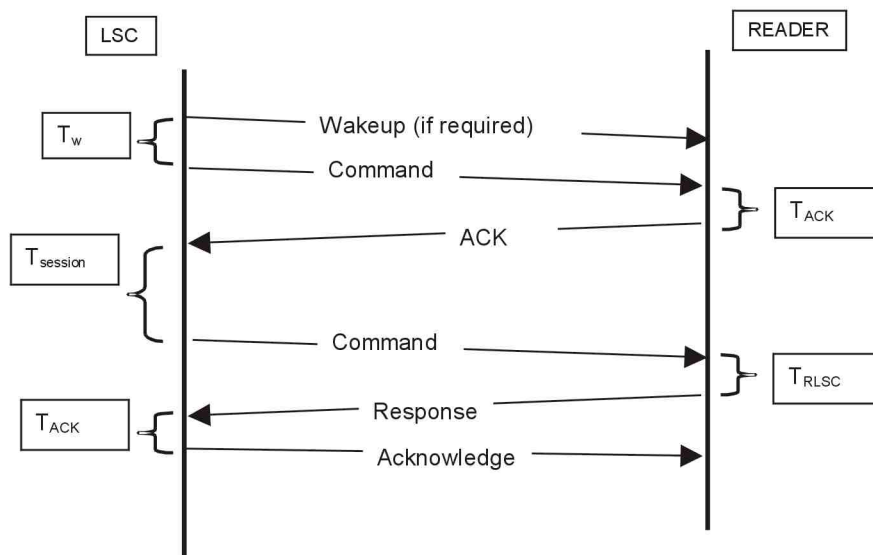 LSC
READER
Wakeup (if required)
Tw
Command
TACK
ACK
Tsession
Command
TRLSC
Response
TACK
Acknowledge